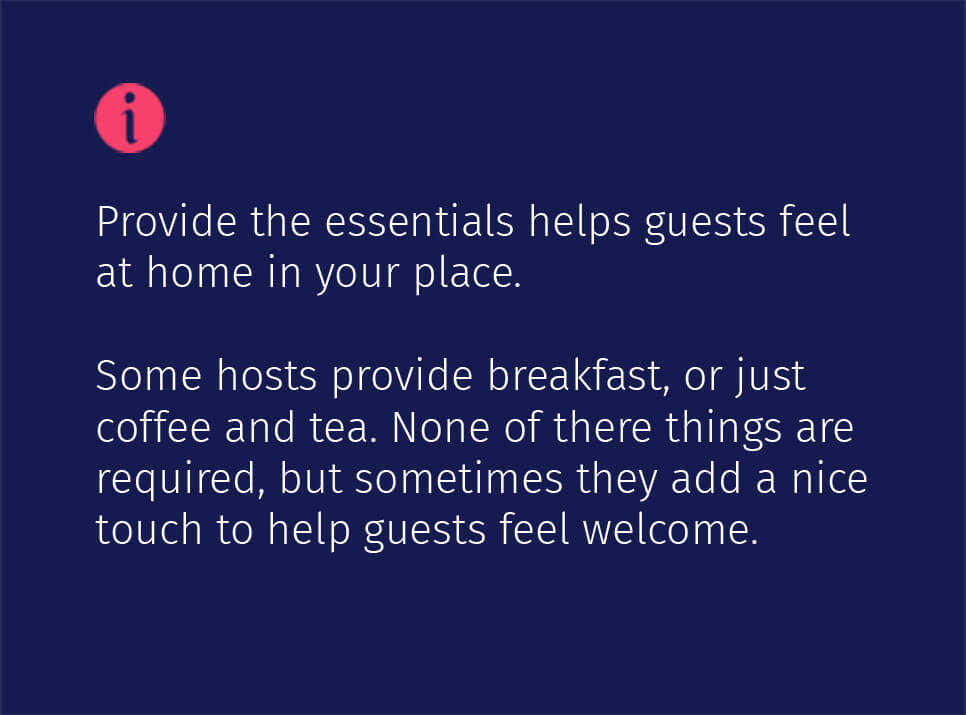 i
Provide the essentials helps guests feel
at home in your place.
Some hosts provide breakfast, or just
coffee and tea. None of there things are
required, but sometimes they add a nice
touch to help guests feel welcome.